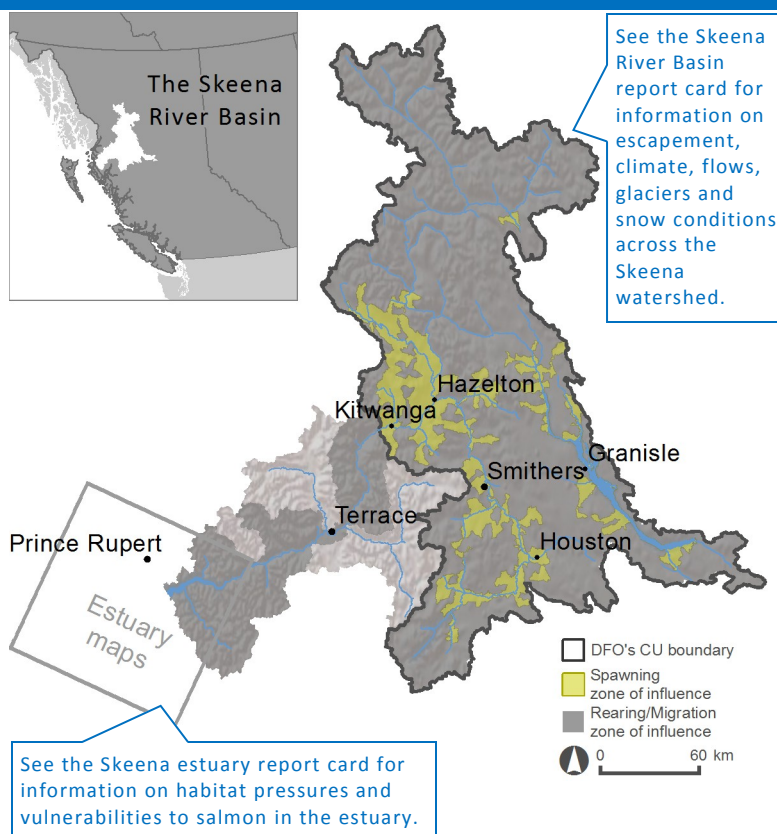 The Skeena
River Basin
See the Skeena
River Basin
report card for
information on
escapement,
climate, flows,
glaciers and
snow conditions
across the
Skeena
watershed.
Hazelton
Kitwanga
Granisle
Smithers
Terrace
Prince Rupert
Houston
Estuary
maps
DFO's CU boundary
Spawning
zone of influence
Rearing/Migration
zone of influence
0 60 km
See the Skeena estuary report card for
information on habitat pressures and
vulnerabilities to salmon in the estuary.